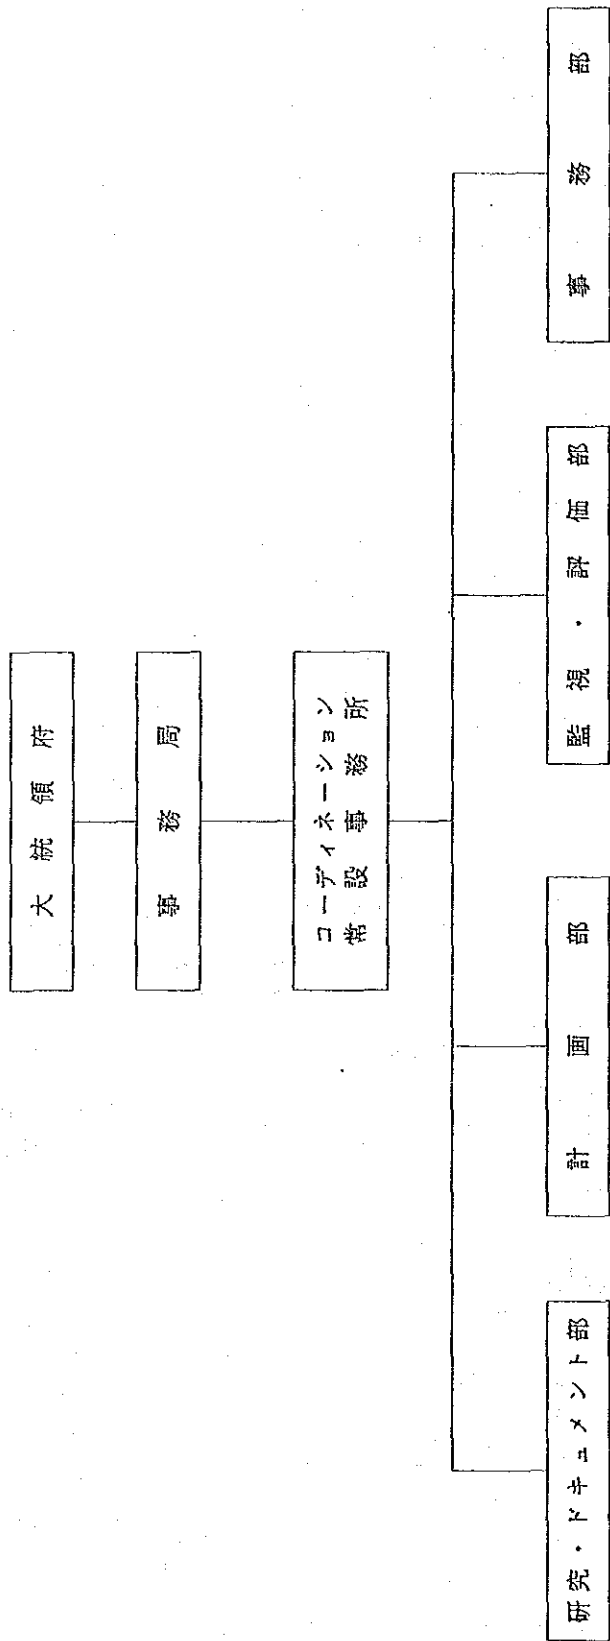 大統領府
事務局
コーディネーション
常設事務所
研究・ドキュメント部
計画部
監視・評価部
事務部